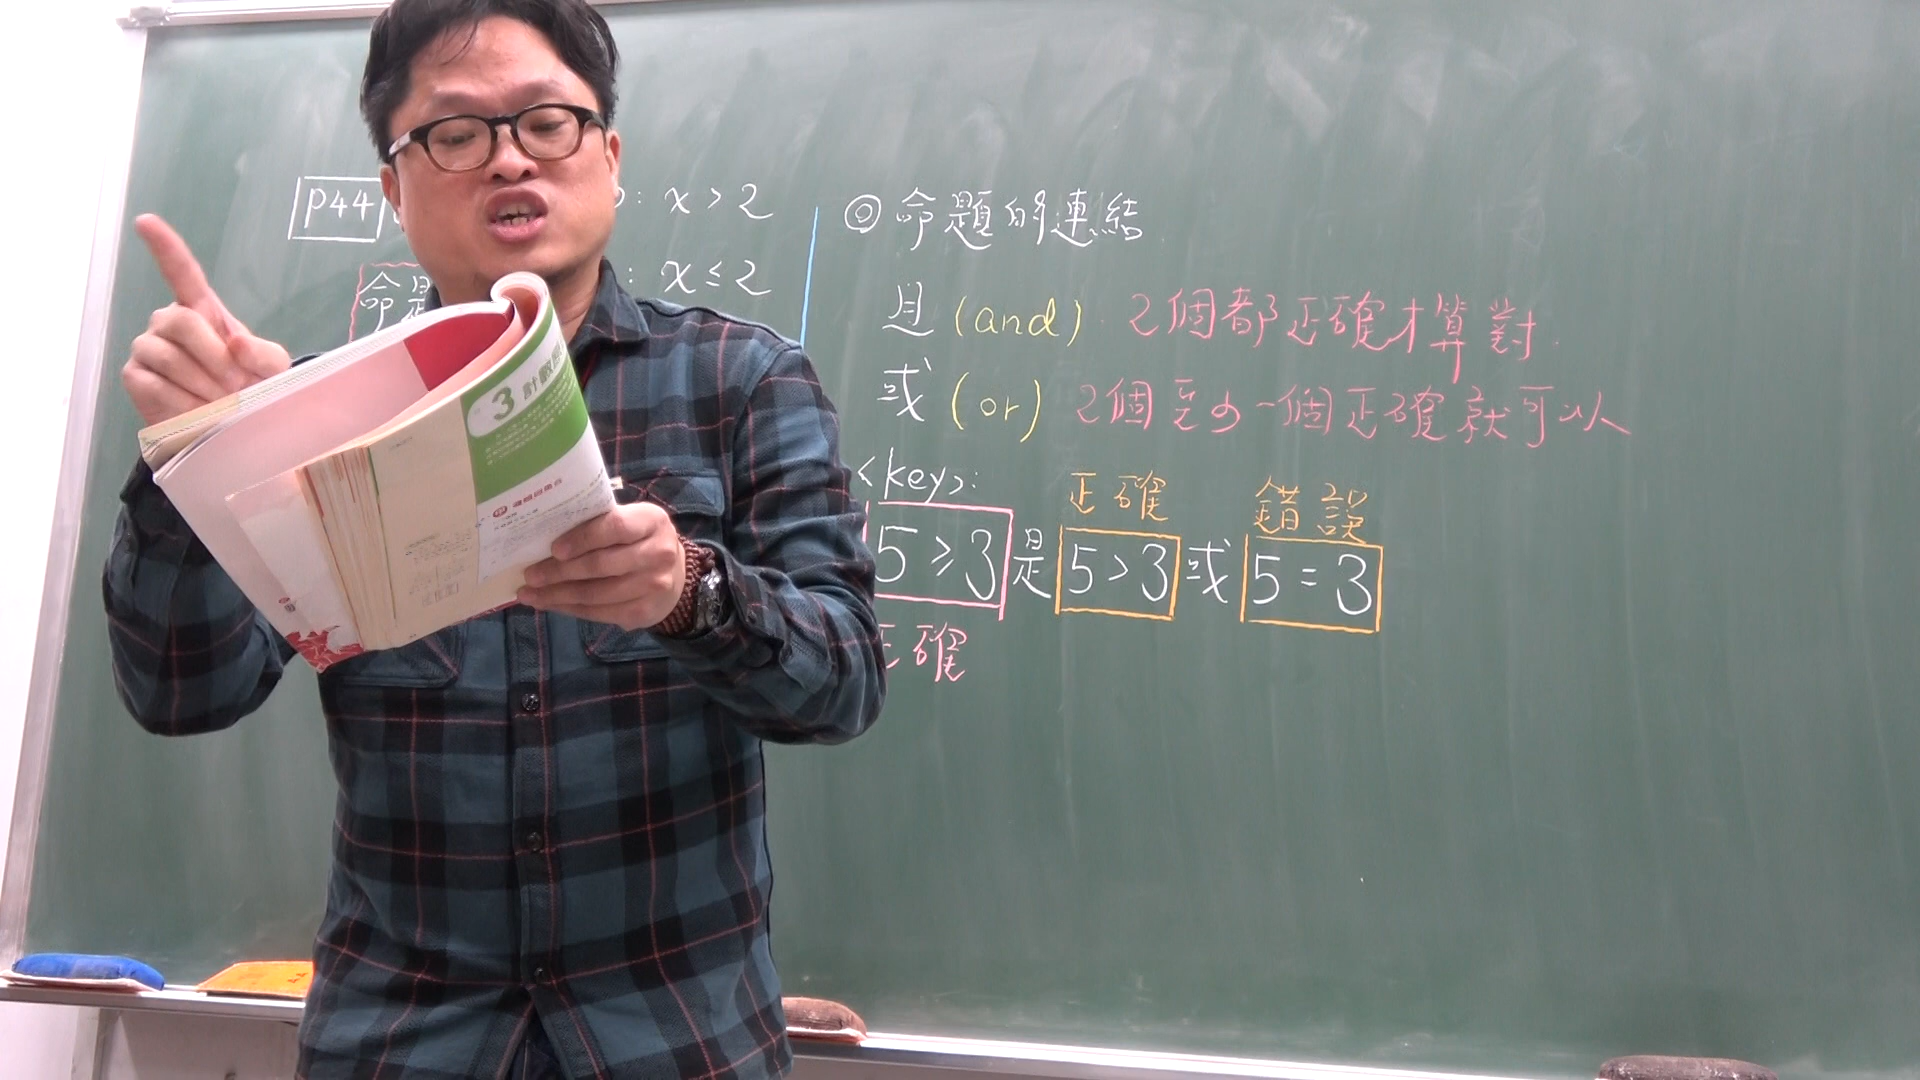 P44
: x > 2
: x ≤ 2
命題
◎ 命題的連結
且 (and) 2個都正確才算對.
或 (or) 2個至少一個正確就可以
<key>:
正確 錯誤
5 ≥ 3 是 5 > 3 或 5 = 3
正確
3